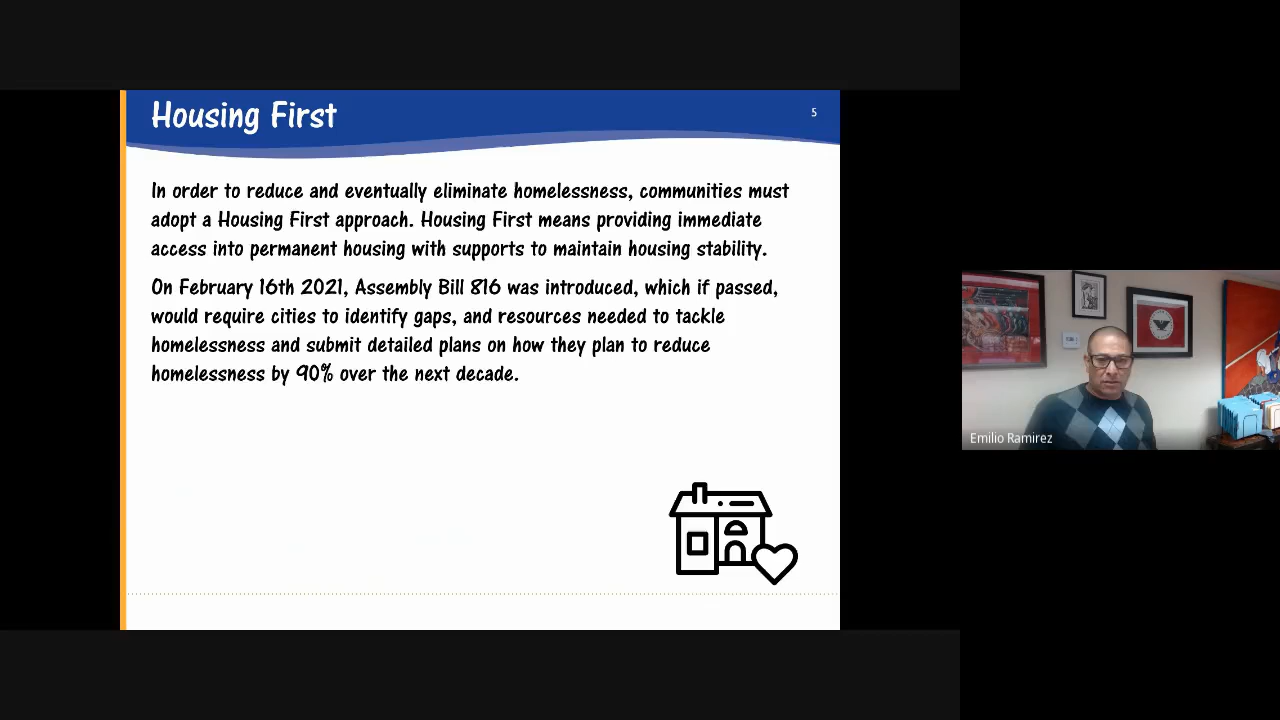 Housing First
5
In order to reduce and eventually eliminate homelessness, communities must
adopt a Housing First approach. Housing First means providing immediate
access into permanent housing with supports to maintain housing stability.
On February 16th 2021, Assembly Bill 816 was introduced, which if passed,
would require cities to identify gaps, and resources needed to tackle
homelessness and submit detailed plans on how they plan to reduce
homelessness by 90% over the next decade.
Emilio Ramirez